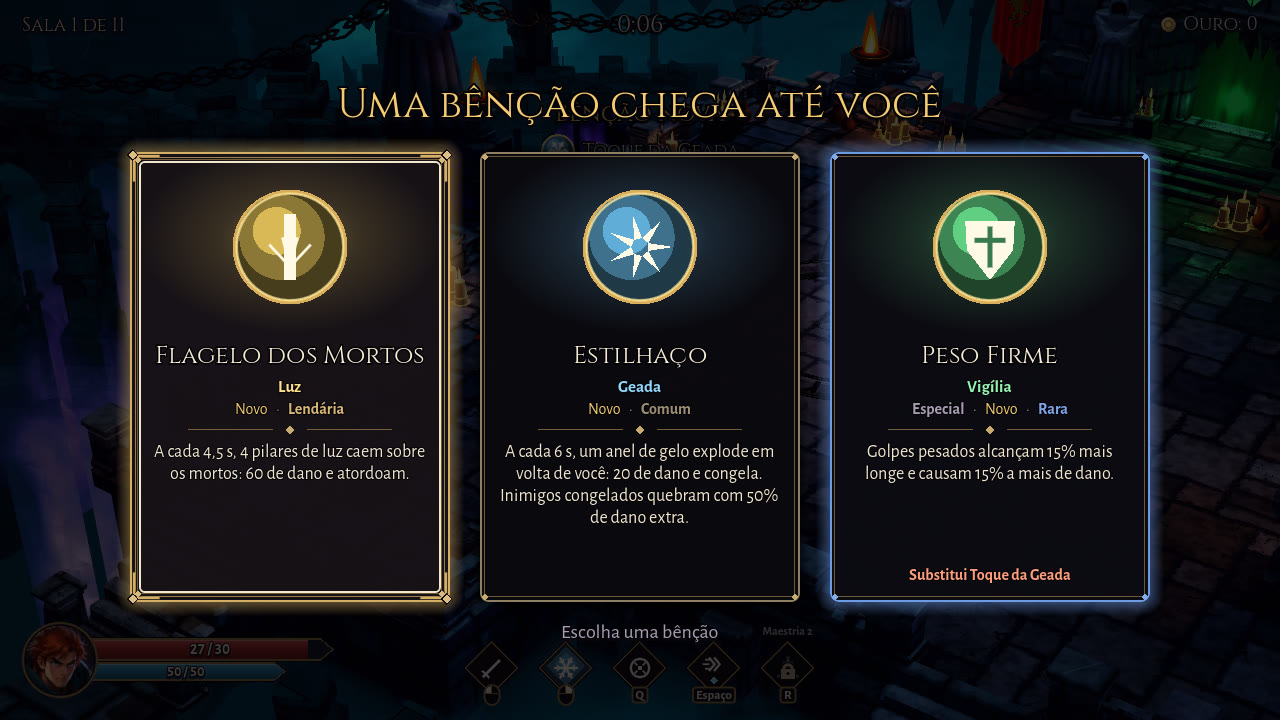 SALA 1 DE 11
0:06
OURO: 0
UMA BÊNÇÃO CHEGA ATÉ VOCÊ
TOQUE DA GEADA
FLAGELO DOS MORTOS
Luz
Novo · Lendária
A cada 4,5 s, 4 pilares de luz caem sobre
os mortos: 60 de dano e atordoam.
ESTILHAÇO
Geada
Novo · Comum
A cada 6 s, um anel de gelo explode em
volta de você: 20 de dano e congela.
Inimigos congelados quebram com 50%
de dano extra.
PESO FIRME
Vigília
Especial · Novo · Rara
Golpes pesados alcançam 15% mais
longe e causam 15% a mais de dano.
Substitui Toque da Geada
Escolha uma bênção
Maestria 2
27 / 30
50 / 50
Q
Espaço
R